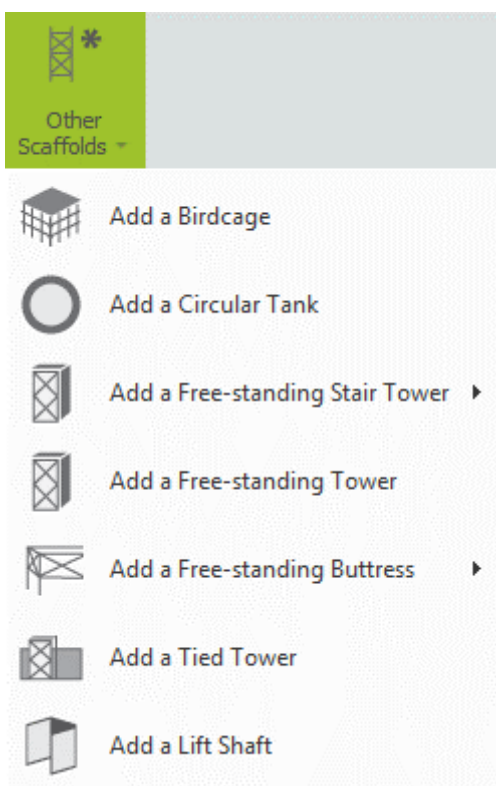 Other
Scaffolds
Add a Birdcage
Add a Circular Tank
Add a Free-standing Stair Tower
Add a Free-standing Tower
Add a Free-standing Buttress
Add a Tied Tower
Add a Lift Shaft